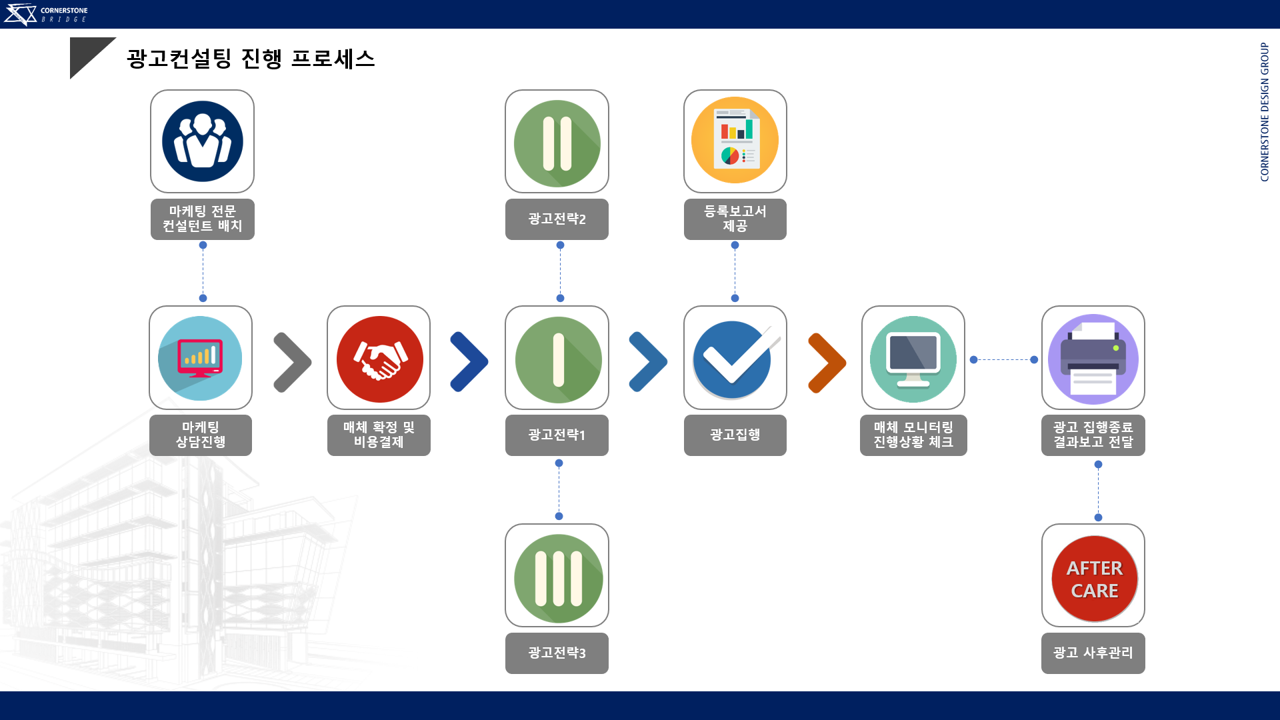 CORNERSTONE
BRIDGE
광고컨설팅 진행 프로세스
CORNERSTONE DESIGN GROUP
마케팅 전문
컨설턴트 배치
광고전략2
등록보고서
제공
마케팅
상담진행
매체 확정 및
비용결제
광고전략1
광고집행
매체 모니터링
진행상황 체크
광고 집행종료
결과보고 전달
광고전략3
AFTER
CARE
광고 사후관리